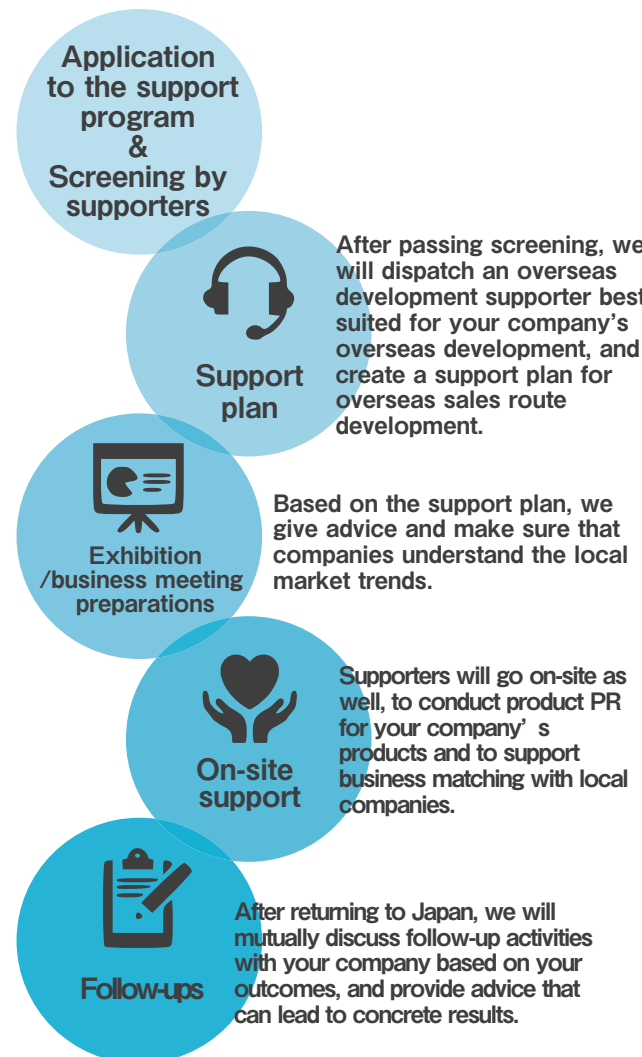 Application
to the support
program
&
Screening by
supporters
After passing screening, we
will dispatch an overseas
development supporter best
suited for your company's
overseas development, and
create a support plan for
overseas sales route
development.
Support
plan
Based on the support plan, we
give advice and make sure that
companies understand the local
market trends.
Exhibition
/business meeting
preparations
Supporters will go on-site as
well, to conduct product PR
for your company' s
products and to support
business matching with local
companies.
On-site
support
After returning to Japan, we will
mutually discuss follow-up activities
with your company based on your
outcomes, and provide advice that
can lead to concrete results.
Follow-ups